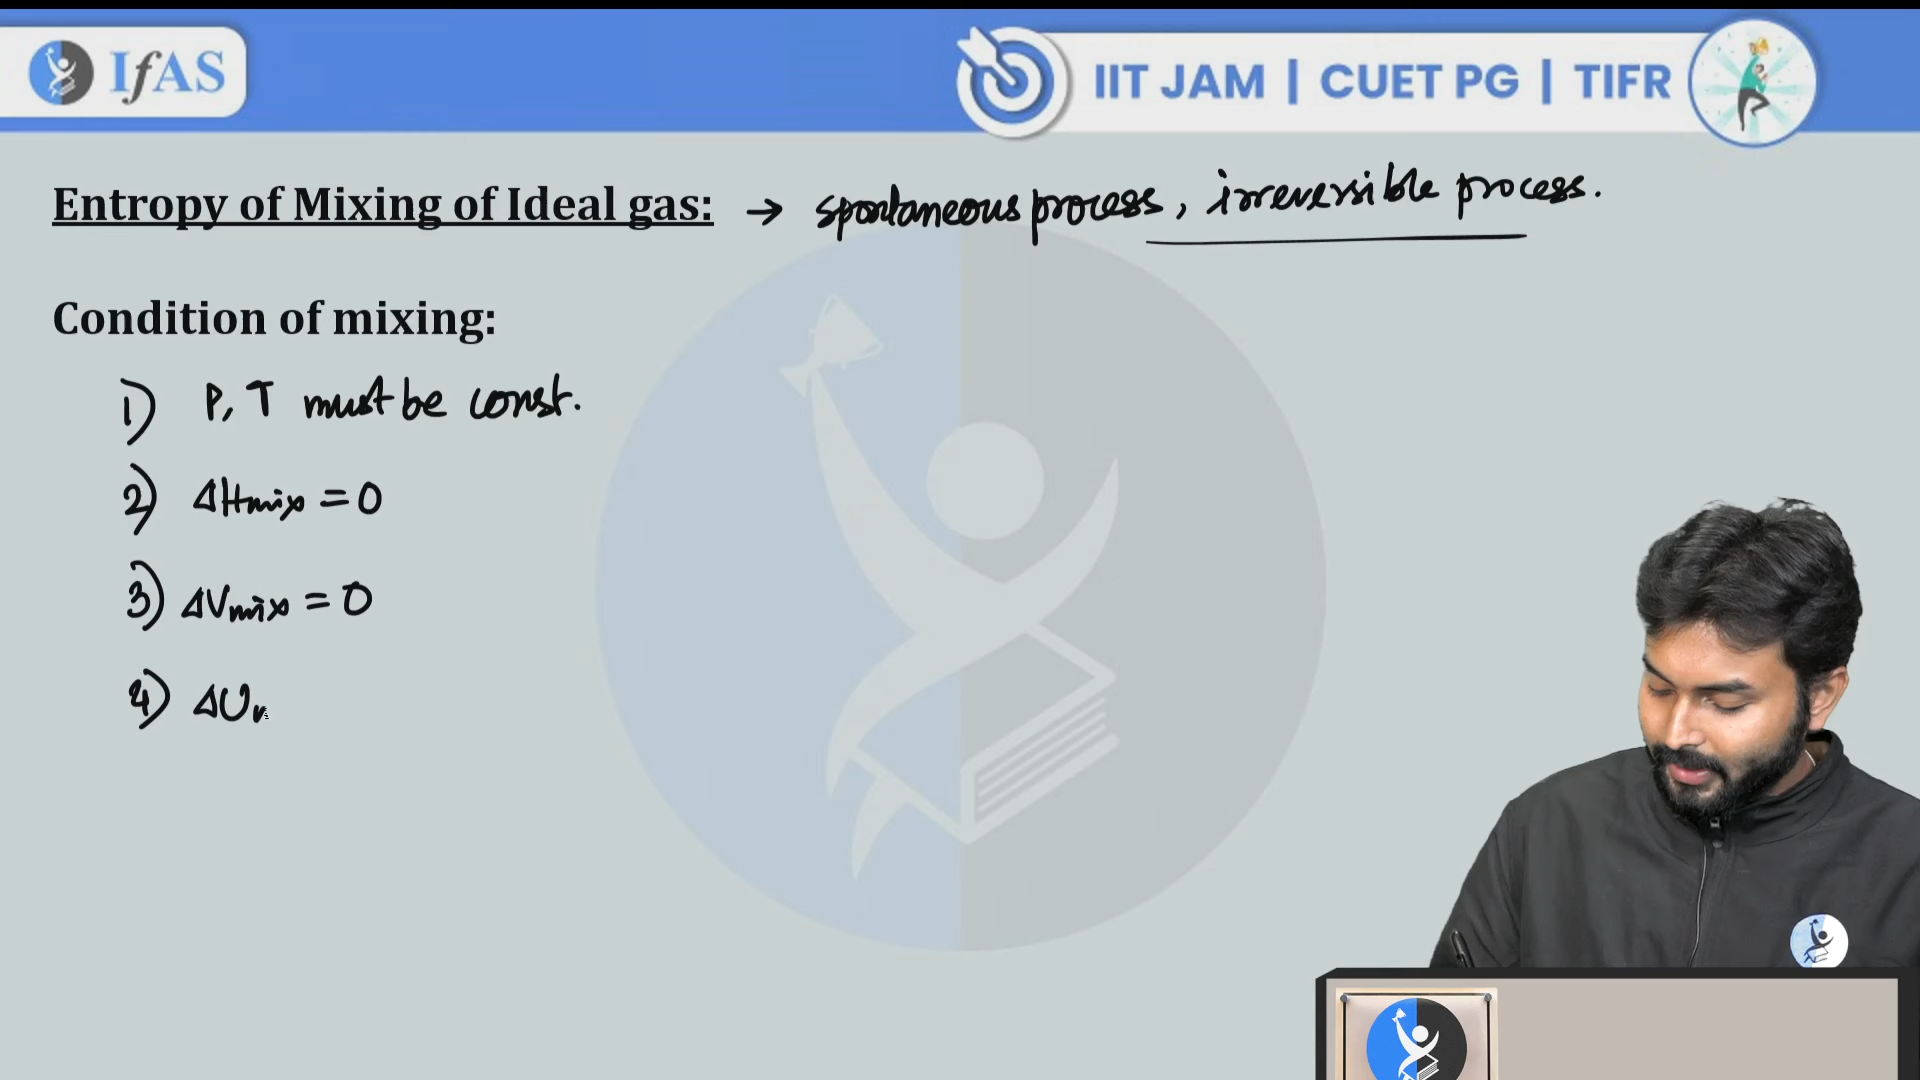 IfAS
IIT JAM | CUET PG | TIFR
Entropy of Mixing of Ideal gas: → spontaneous process, irreversible process.
Condition of mixing:
1) P, T must be const.
2) ΔHmix = 0
3) ΔVmix = 0
4) ΔU